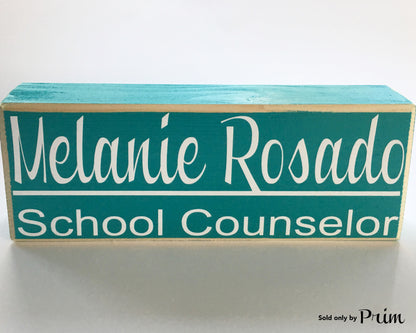 Melanie Rosado
School Counselor
Sold only by Prim